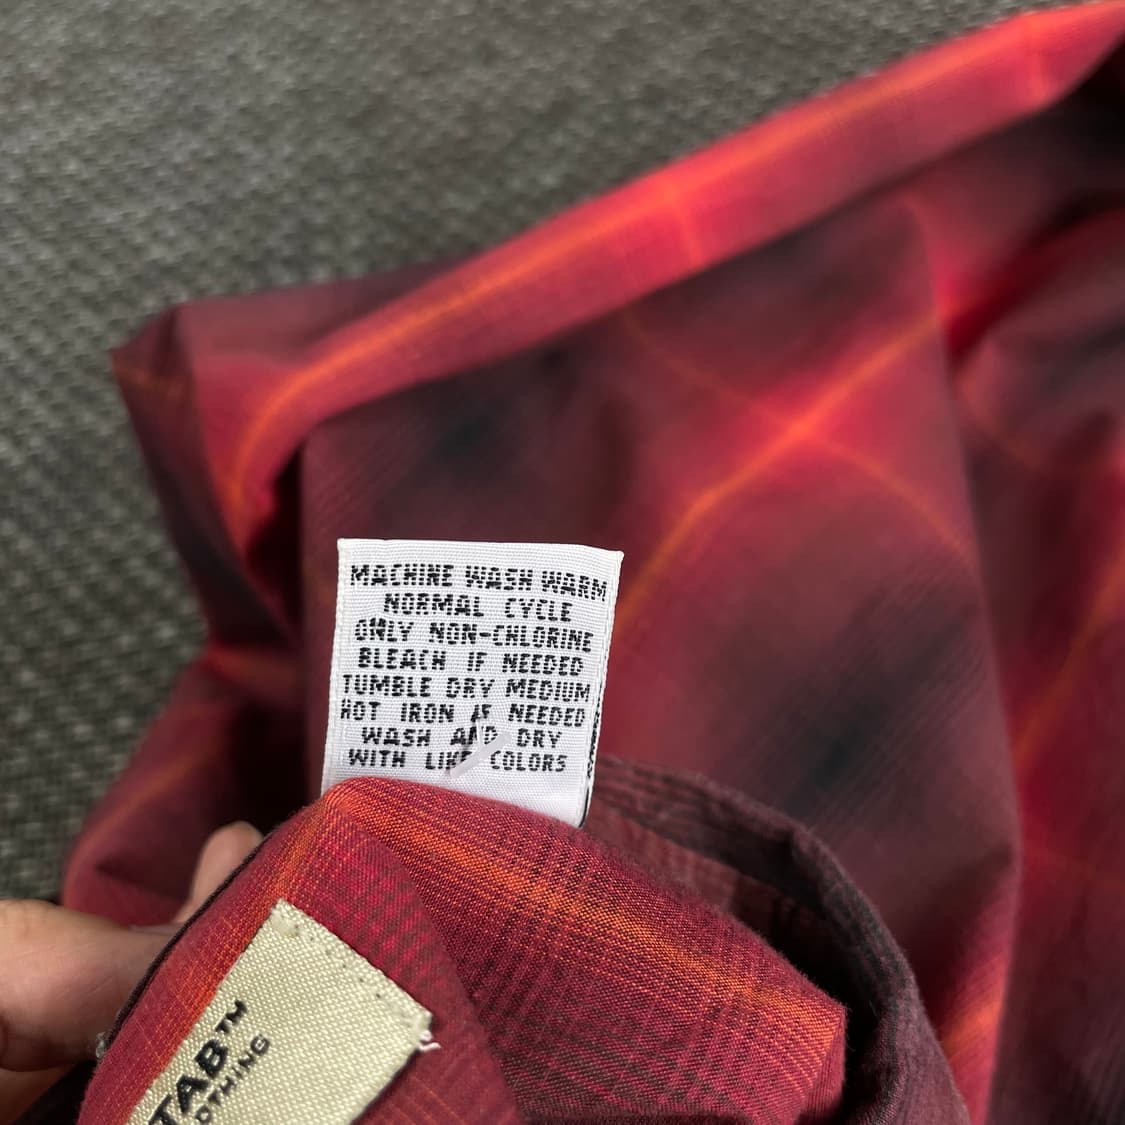 MACHINE WASH WARM
NORMAL CYCLE
ONLY NON-CHLORINE
BLEACH IF NEEDED
TUMBLE DRY MEDIUM
HOT IRON AS NEEDED
WASH AND DRY
WITH LIKE COLORS
TAB™
OTHING